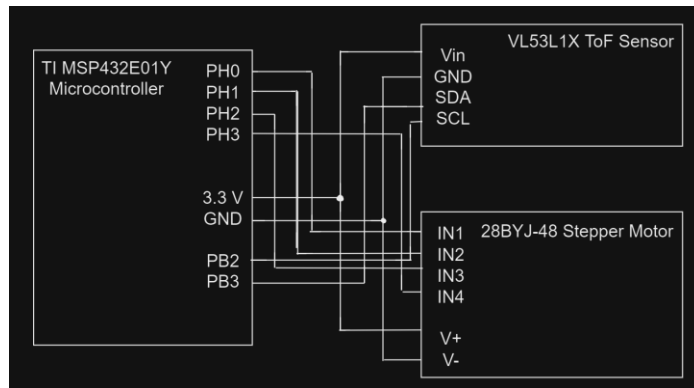 TI MSP432E01Y
Microcontroller
PH0
PH1
PH2
PH3
3.3 V
GND
PB2
PB3
VL53L1X ToF Sensor
Vin
GND
SDA
SCL
28BYJ-48 Stepper Motor
IN1
IN2
IN3
IN4
V+
V-